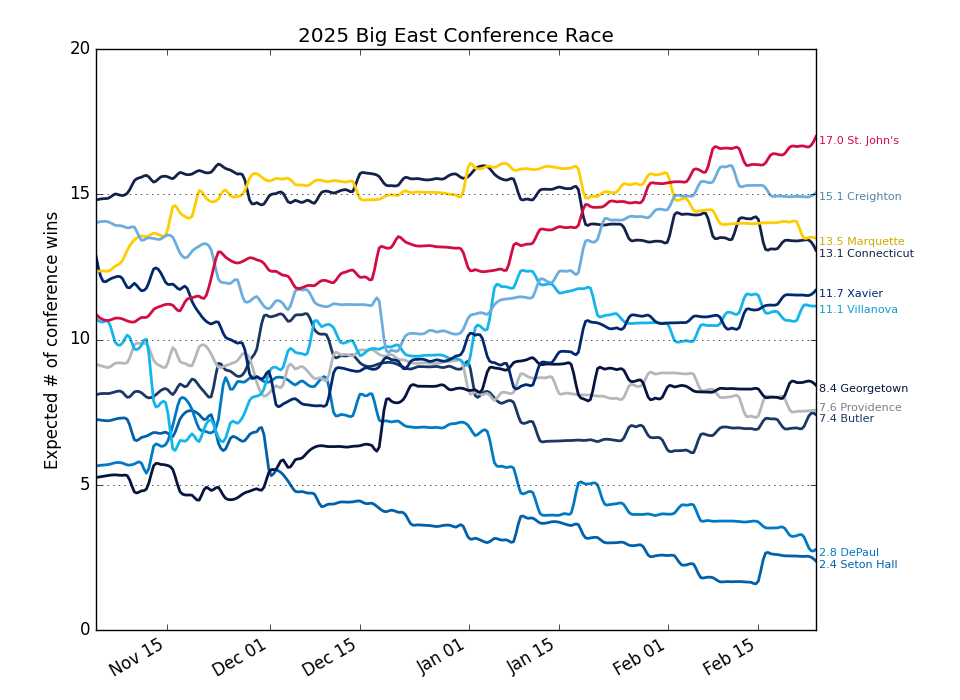 2025 Big East Conference Race
Expected # of conference wins
20
15
10
5
0
Nov 15
Dec 01
Dec 15
Jan 01
Jan 15
Feb 01
Feb 15
17.0 St. John's
15.1 Creighton
13.5 Marquette
13.1 Connecticut
11.7 Xavier
11.1 Villanova
8.4 Georgetown
7.6 Providence
7.4 Butler
2.8 DePaul
2.4 Seton Hall